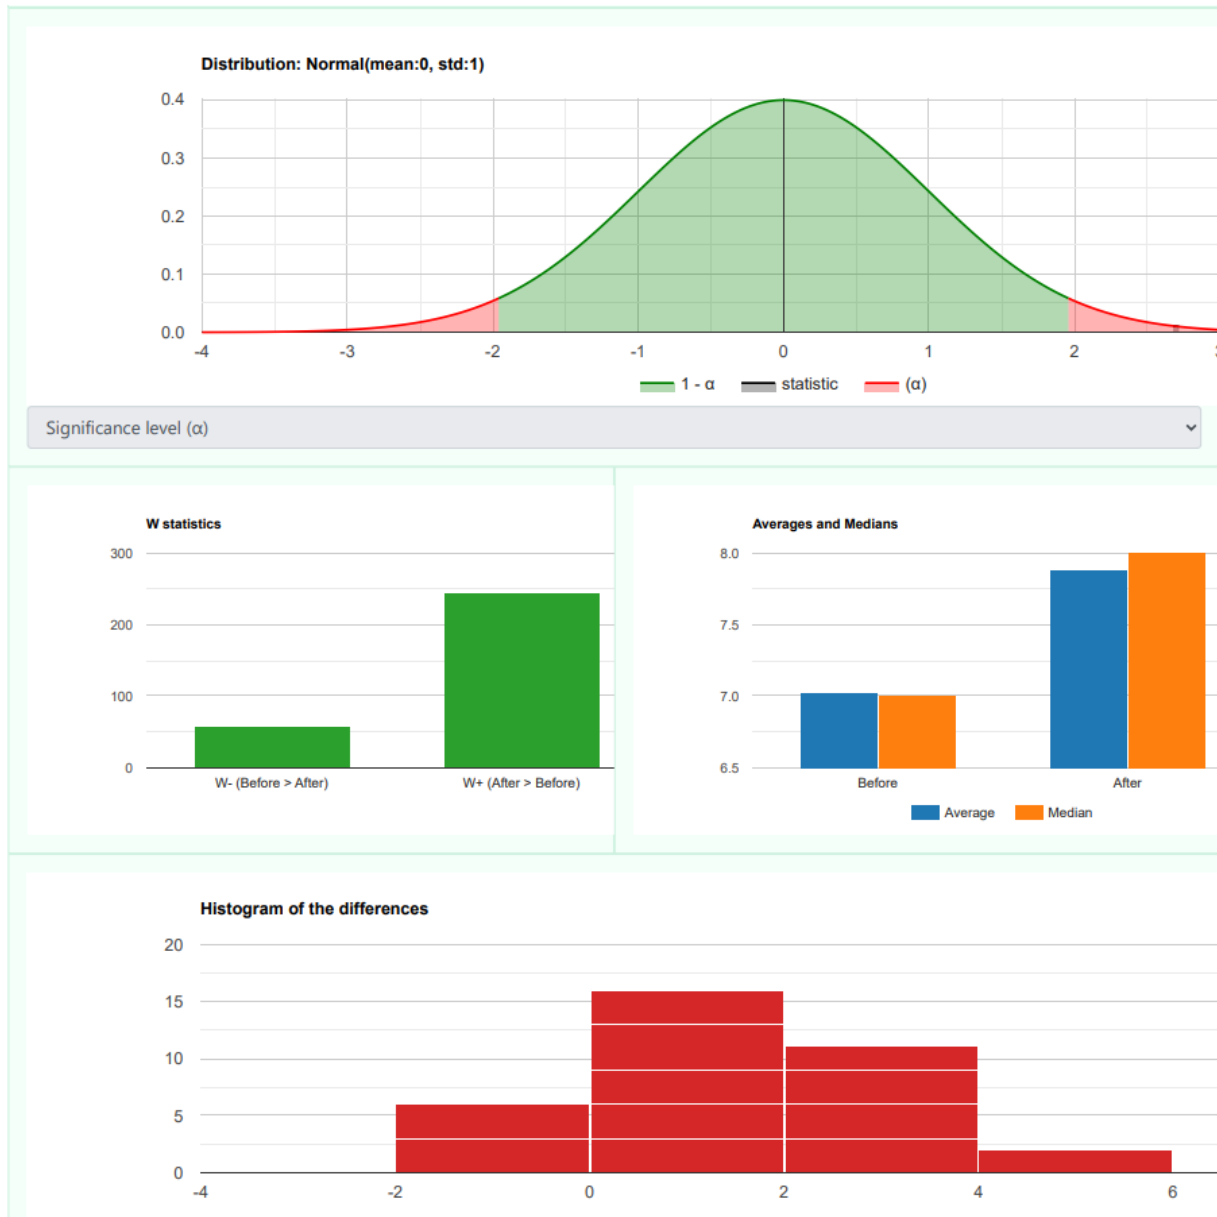 Distribution: Normal(mean:0, std:1)
0.4
0.3
0.2
0.1
0.0
-4 -3 -2 -1 0 1 2
1 - α statistic (α)
Significance level (α)
W statistics
300
200
100
0
W- (Before > After) W+ (After > Before)
Averages and Medians
8.0
7.5
7.0
6.5
Before After
Average Median
Histogram of the differences
20
15
10
5
0
-4 -2 0 2 4 6